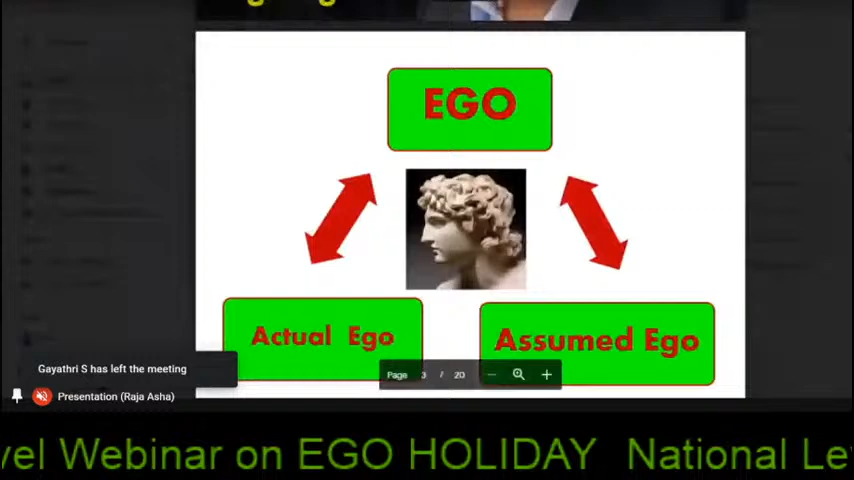 EGO
Actual Ego
Assumed Ego
Gayathri S has left the meeting
Page 3 / 20
Presentation (Raja Asha)
vel Webinar on EGO HOLIDAY National Le